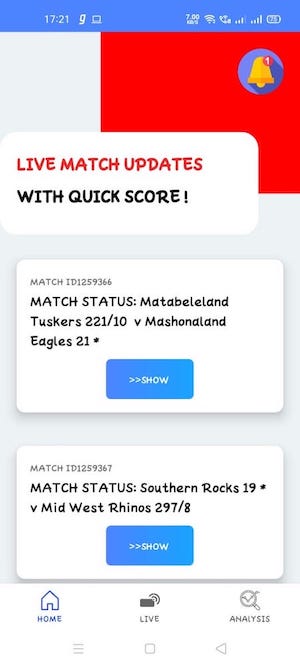 17:21 g 7.00 KB/S 75
1
LIVE MATCH UPDATES
WITH QUICK SCORE !
MATCH ID1259366
MATCH STATUS: Matabeleland
Tuskers 221/10 v Mashonaland
Eagles 21 *
>>SHOW
MATCH ID1259367
MATCH STATUS: Southern Rocks 19 *
v Mid West Rhinos 297/8
>>SHOW
HOME LIVE ANALYSIS